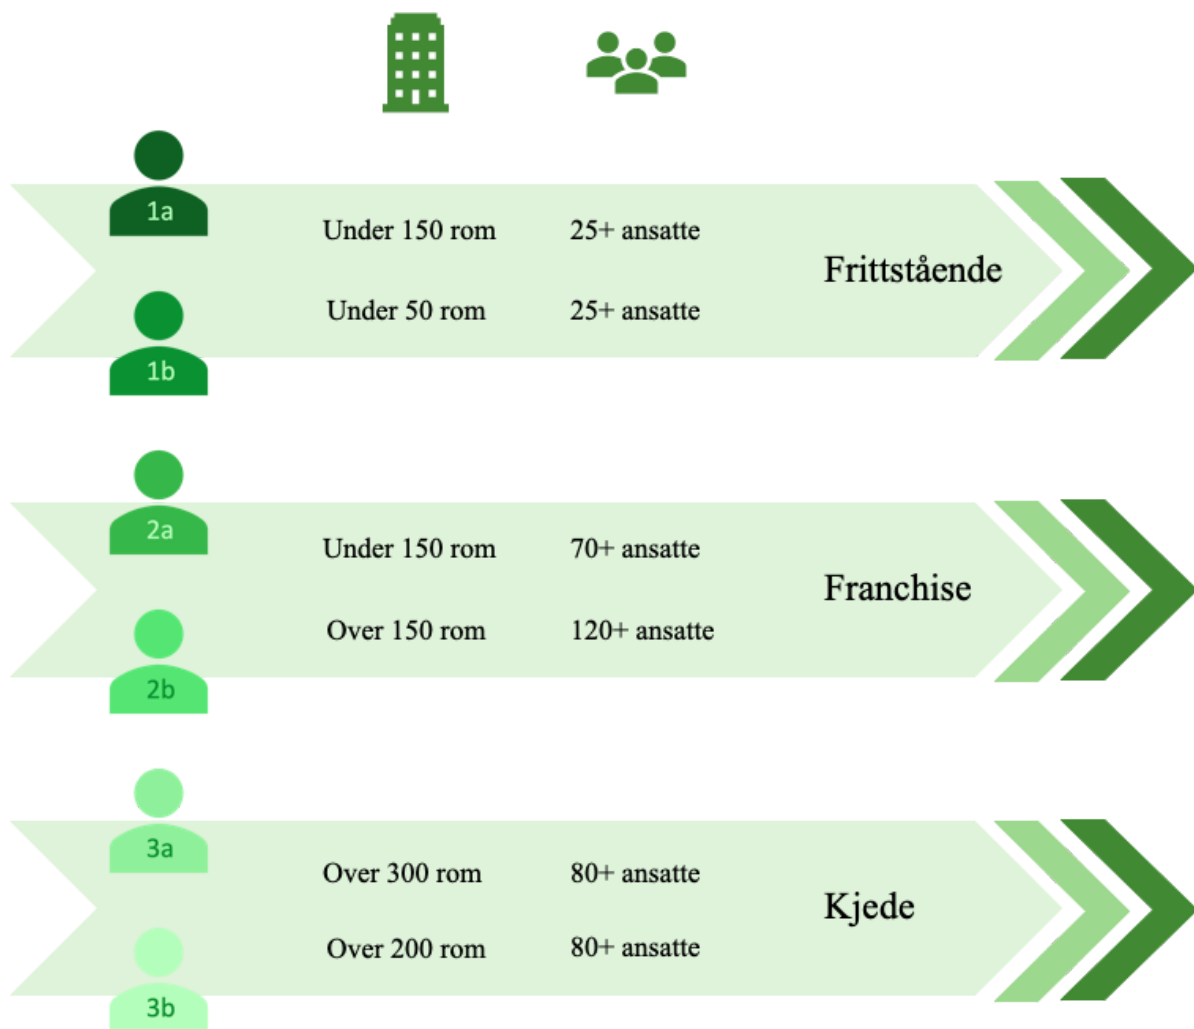 1a
Under 150 rom 25+ ansatte
Frittstående
Under 50 rom 25+ ansatte
1b
2a
Under 150 rom 70+ ansatte
Franchise
Over 150 rom 120+ ansatte
2b
3a
Over 300 rom 80+ ansatte
Kjede
Over 200 rom 80+ ansatte
3b